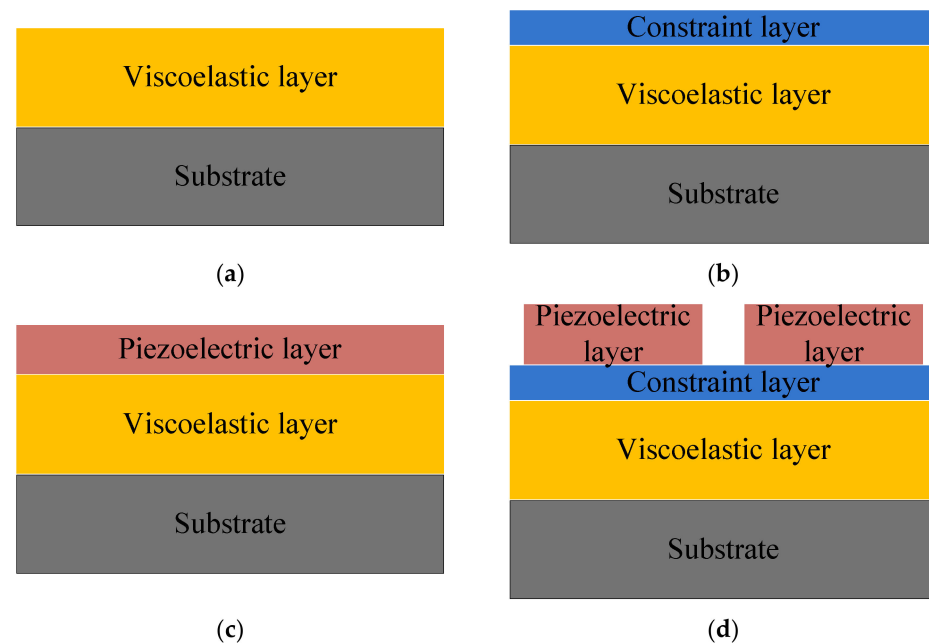 Viscoelastic layer
Substrate
(a)
Constraint layer
Viscoelastic layer
Substrate
(b)
Piezoelectric layer
Viscoelastic layer
Substrate
(c)
Piezoelectric
layer
Piezoelectric
layer
Constraint layer
Viscoelastic layer
Substrate
(d)